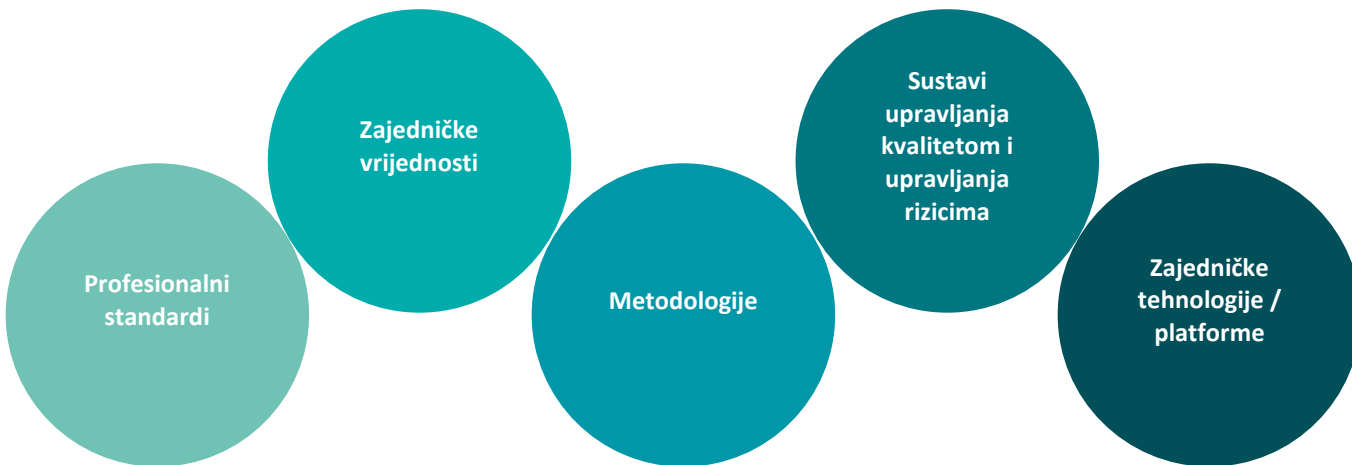 Profesionalni
standardi
Zajedničke
vrijednosti
Metodologije
Sustavi
upravljanja
kvalitetom i
upravljanja
rizicima
Zajedničke
tehnologije /
platforme